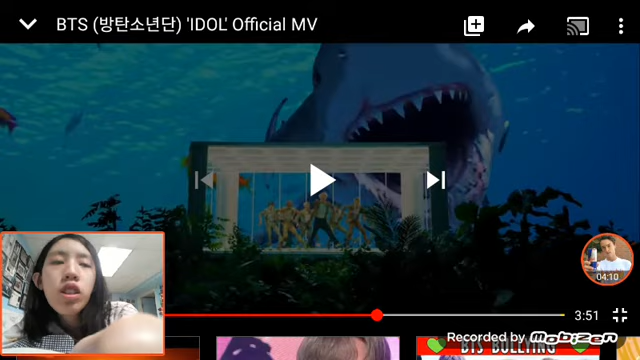 BTS (방탄소년단) 'IDOL' Official MV
04:10
3:51
Recorded by Mobizen
BTS BULLYING